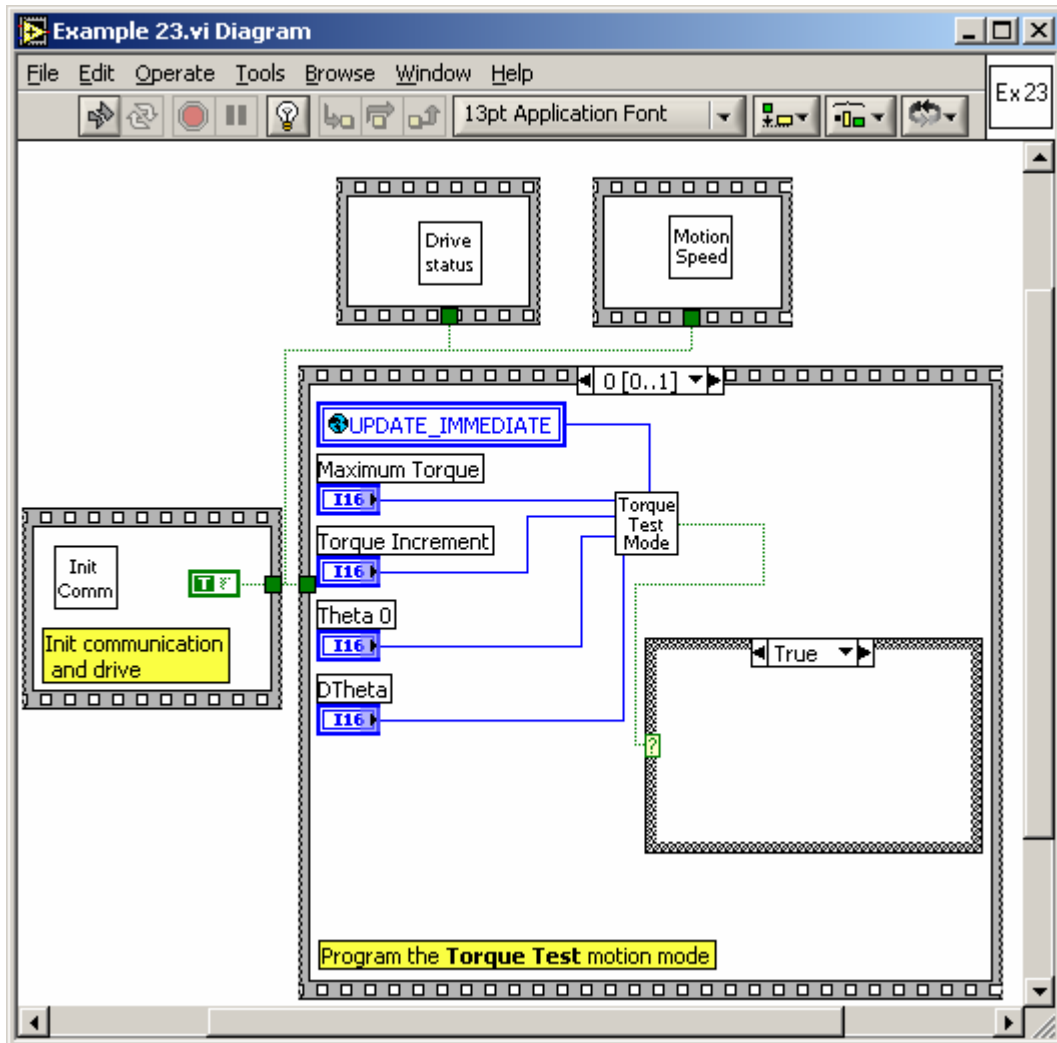 Example 23.vi Diagram
File Edit Operate Tools Browse Window Help
Ex23
13pt Application Font
Drive
status
Motion
Speed
0 [0..1]
UPDATE_IMMEDIATE
Maximum Torque
I16
Torque
Test
Mode
Torque Increment
I16
Init
Comm
T
Theta 0
I16
Init communication
and drive
True
DTheta
I16
?
Program the Torque Test motion mode